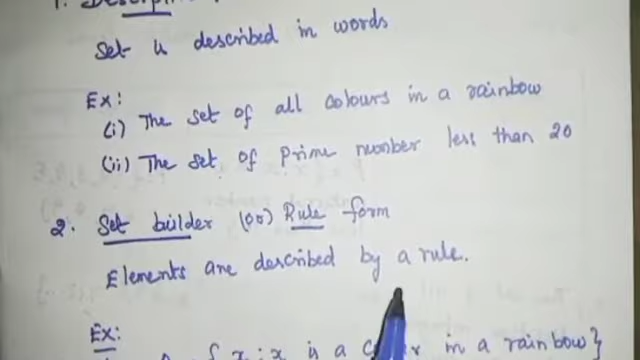 1.
Set is described in words
Ex:
(i) The set of all colours in a rainbow
(ii) The set of prime number less than 20
2. Set builder (or) Rule form
Elements are described by a rule.
Ex:
{x : x is a in a rainbow}